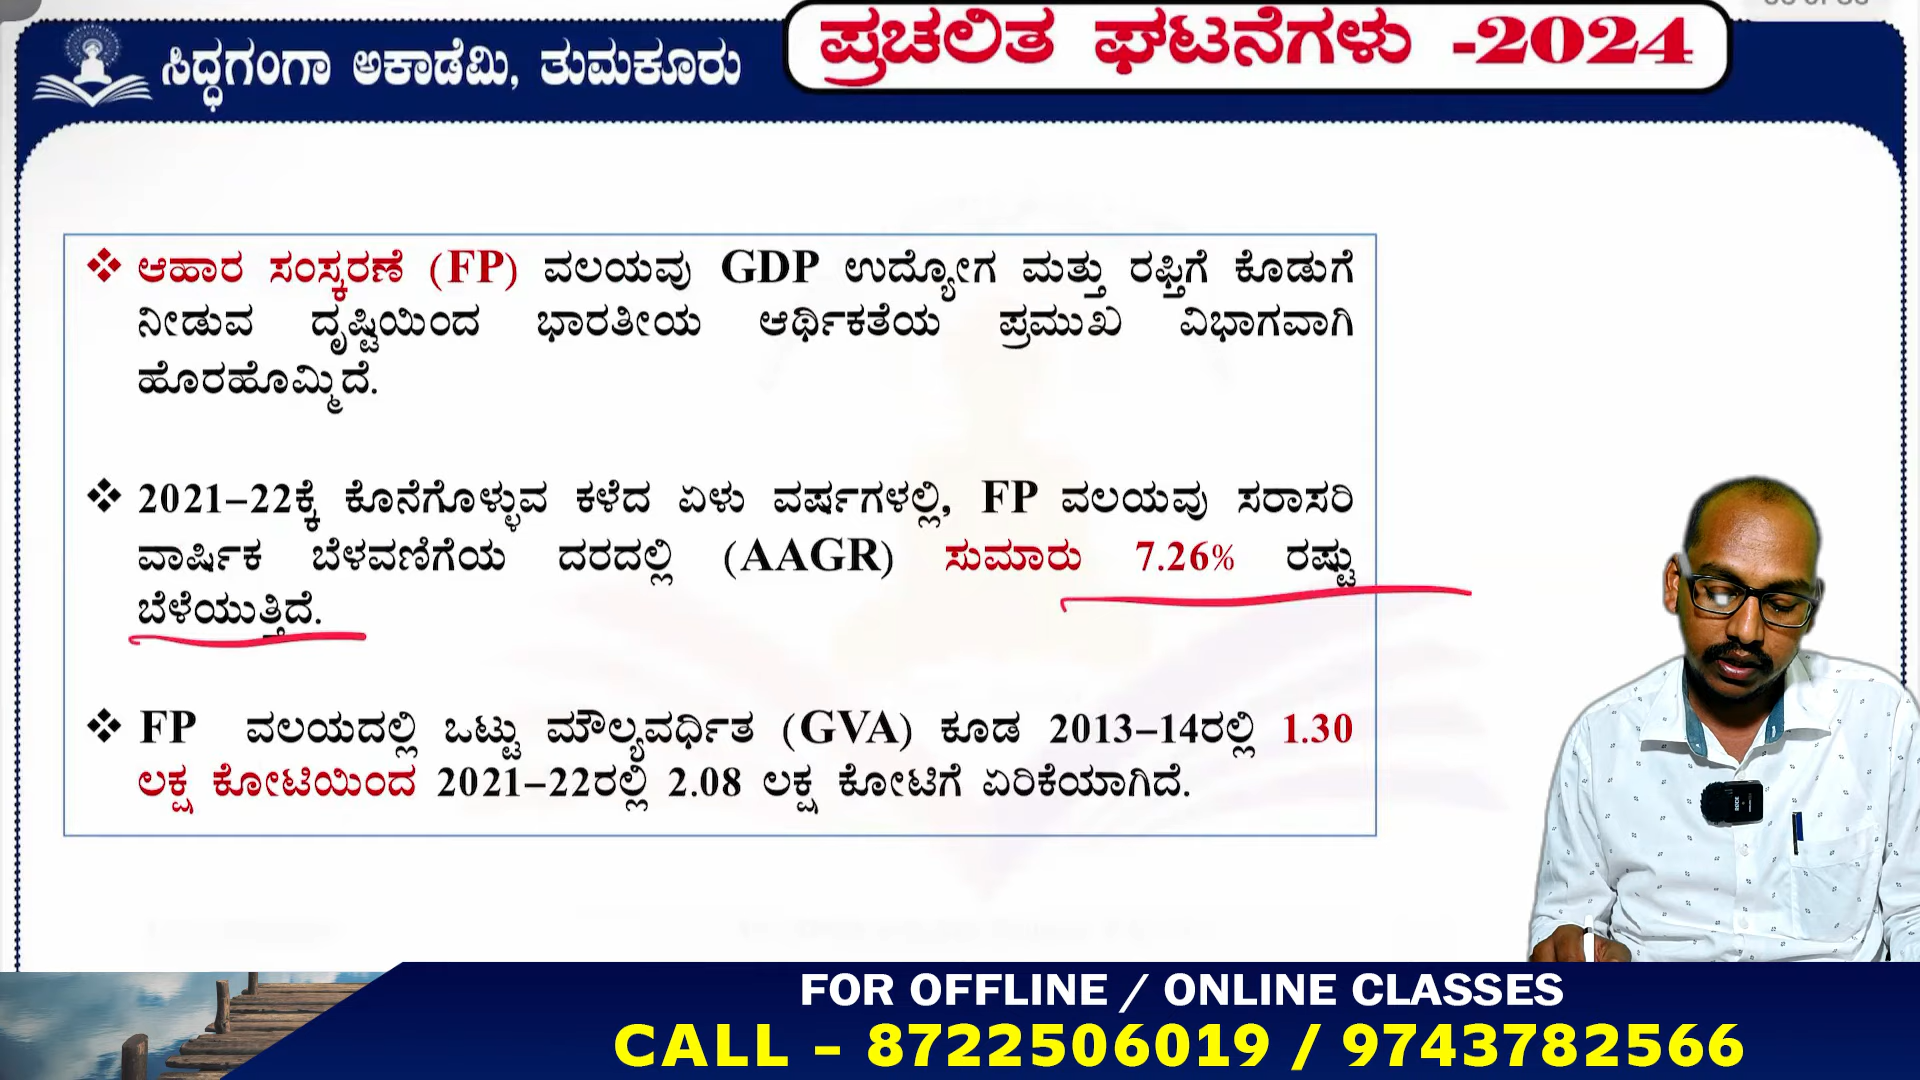 ಸಿದ್ಧಗಂಗಾ ಅಕಾಡೆಮಿ, ತುಮಕೂರು
ಪ್ರಚಲಿತ ಘಟನೆಗಳು -2024
❖ ಆಹಾರ ಸಂಸ್ಕರಣೆ (FP) ವಲಯವು GDP ಉದ್ಯೋಗ ಮತ್ತು ರಫ್ತಿಗೆ ಕೊಡುಗೆ
ನೀಡುವ ದೃಷ್ಟಿಯಿಂದ ಭಾರತೀಯ ಆರ್ಥಿಕತೆಯ ಪ್ರಮುಖ ವಿಭಾಗವಾಗಿ
ಹೊರಹೊಮ್ಮಿದೆ.
❖ 2021–22ಕ್ಕೆ ಕೊನೆಗೊಳ್ಳುವ ಕಳೆದ ಏಳು ವರ್ಷಗಳಲ್ಲಿ, FP ವಲಯವು ಸರಾಸರಿ
ವಾರ್ಷಿಕ ಬೆಳವಣಿಗೆಯ ದರದಲ್ಲಿ (AAGR) ಸುಮಾರು 7.26% ರಷ್ಟು
ಬೆಳೆಯುತ್ತಿದೆ.
❖ FP ವಲಯದಲ್ಲಿ ಒಟ್ಟು ಮೌಲ್ಯವರ್ಧಿತ (GVA) ಕೂಡ 2013–14ರಲ್ಲಿ 1.30
ಲಕ್ಷ ಕೋಟಿಯಿಂದ 2021–22ರಲ್ಲಿ 2.08 ಲಕ್ಷ ಕೋಟಿಗೆ ಏರಿಕೆಯಾಗಿದೆ.
FOR OFFLINE / ONLINE CLASSES
CALL – 8722506019 / 9743782566